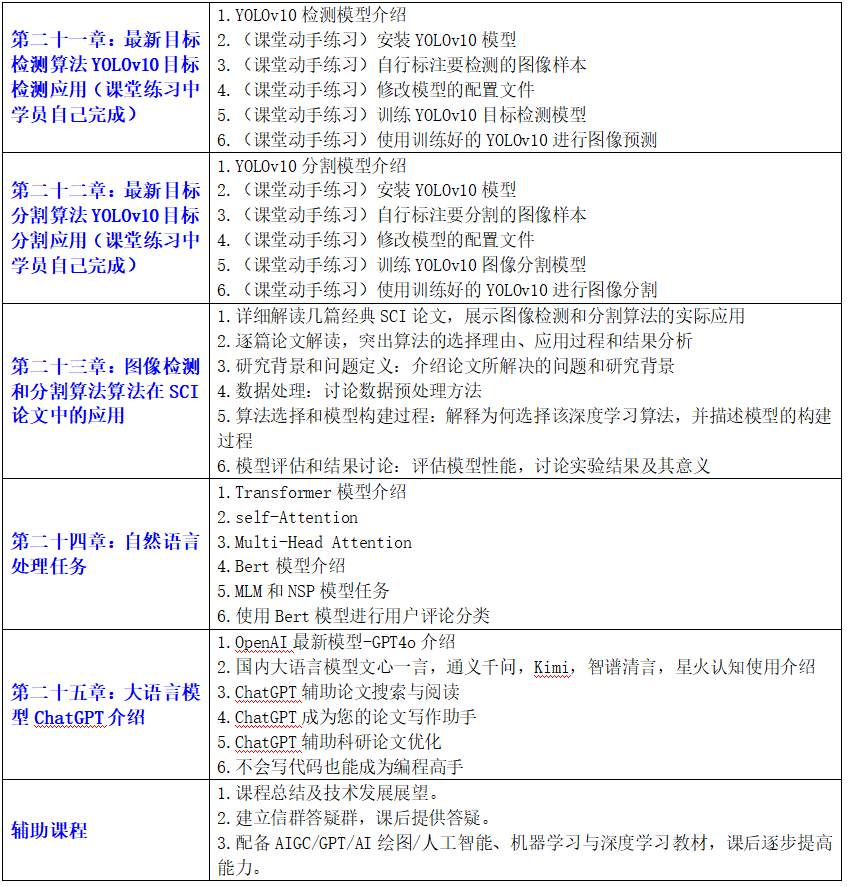 第二十一章：最新目标
检测算法YOLOv10目标
检测应用（课堂练习中
学员自己完成）
1.YOLOv10检测模型介绍
2.（课堂动手练习）安装YOLOv10模型
3.（课堂动手练习）自行标注要检测的图像样本
4.（课堂动手练习）修改模型的配置文件
5.（课堂动手练习）训练YOLOv10目标检测模型
6.（课堂动手练习）使用训练好的YOLOv10进行图像预测
第二十二章：最新目标
分割算法YOLOv10目标
分割应用（课堂练习中
学员自己完成）
1.YOLOv10分割模型介绍
2.（课堂动手练习）安装YOLOv10模型
3.（课堂动手练习）自行标注要分割的图像样本
4.（课堂动手练习）修改模型的配置文件
5.（课堂动手练习）训练YOLOv10图像分割模型
6.（课堂动手练习）使用训练好的YOLOv10进行图像分割
第二十三章：图像检测
和分割算法算法在SCI
论文中的应用
1.详细解读几篇经典SCI论文，展示图像检测和分割算法的实际应用
2.逐篇论文解读，突出算法的选择理由、应用过程和结果分析
3.研究背景和问题定义：介绍论文所解决的问题和研究背景
4.数据处理：讨论数据预处理方法
5.算法选择和模型构建过程：解释为何选择该深度学习算法，并描述模型的构建
过程
6.模型评估和结果讨论：评估模型性能，讨论实验结果及其意义
第二十四章：自然语言
处理任务
1.Transformer模型介绍
2.self-Attention
3.Multi-Head Attention
4.Bert模型介绍
5.MLM和NSP模型任务
6.使用Bert模型进行用户评论分类
第二十五章：大语言模
型ChatGPT介绍
1.OpenAI最新模型-GPT4o介绍
2.国内大语言模型文心一言，通义千问，Kimi，智谱清言，星火认知使用介绍
3.ChatGPT辅助论文搜索与阅读
4.ChatGPT成为您的论文写作助手
5.ChatGPT辅助科研论文优化
6.不会写代码也能成为编程高手
辅助课程
1.课程总结及技术发展展望。
2.建立信群答疑群，课后提供答疑。
3.配备AIGC/GPT/AI绘图/人工智能、机器学习与深度学习教材，课后逐步提高
能力。